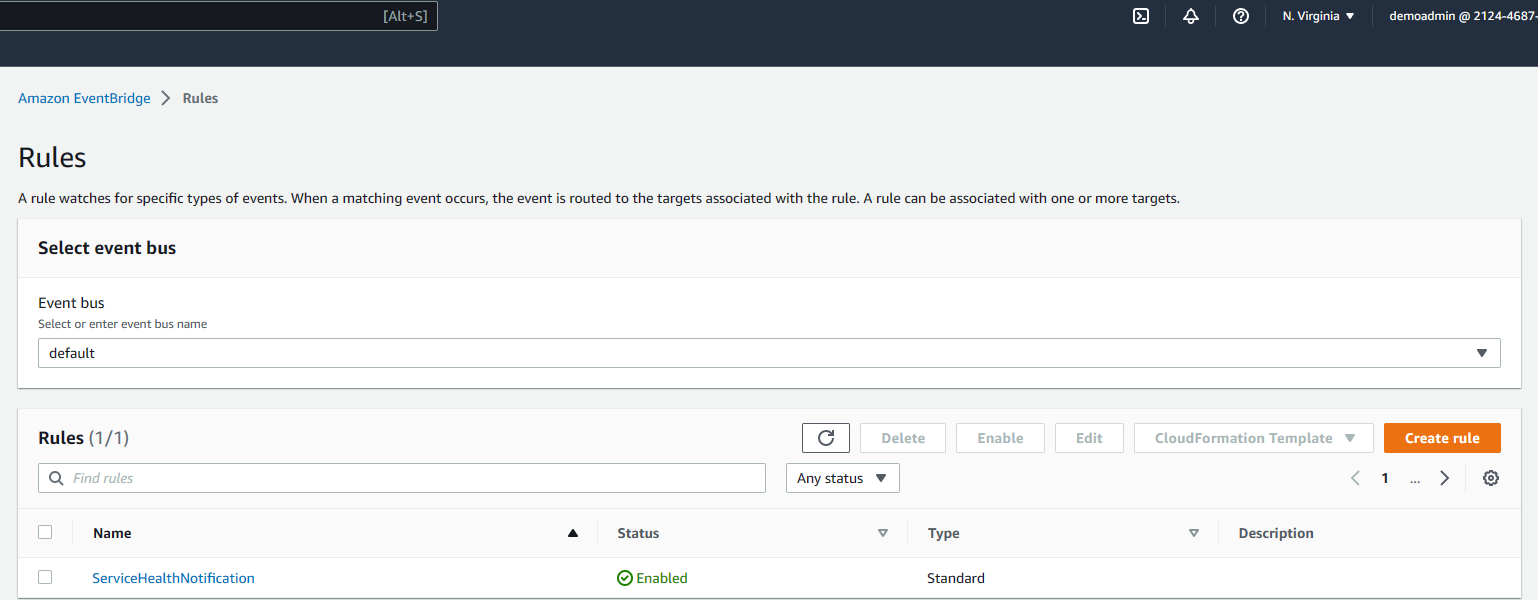 [Alt+S] N. Virginia demoadmin @ 2124-4687-
Amazon EventBridge Rules
Rules
A rule watches for specific types of events. When a matching event occurs, the event is routed to the targets associated with the rule. A rule can be associated with one or more targets.
Select event bus
Event bus
Select or enter event bus name
default
Rules (1/1) Delete Enable Edit CloudFormation Template Create rule
Find rules Any status 1 ...
Name Status Type Description
ServiceHealthNotification Enabled Standard